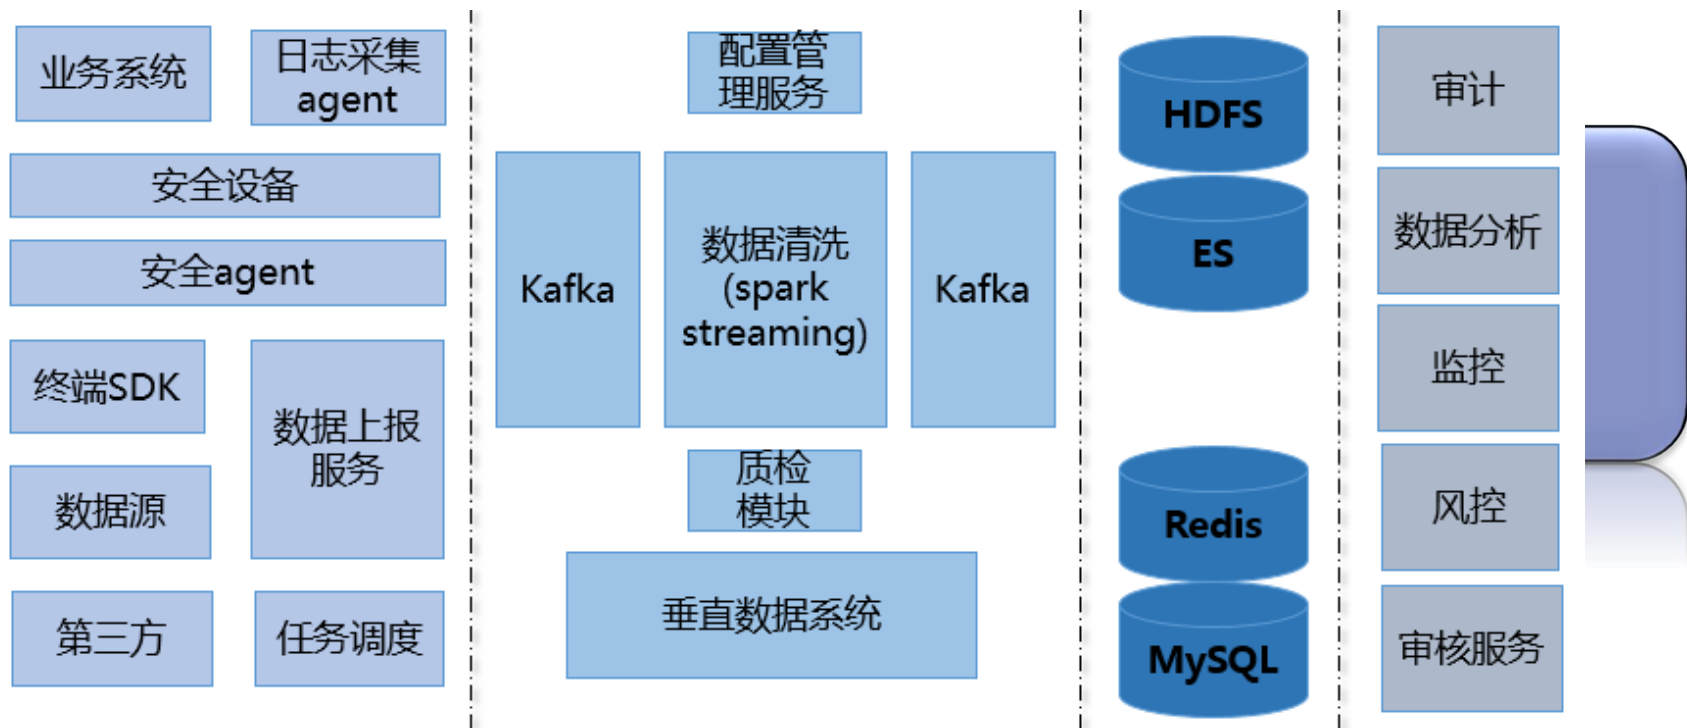 业务系统
日志采集
agent
安全设备
安全agent
终端SDK
数据上报
服务
数据源
第三方
任务调度
配置管
理服务
Kafka
数据清洗
(spark
streaming)
Kafka
质检
模块
垂直数据系统
HDFS
ES
Redis
MySQL
审计
数据分析
监控
风控
审核服务